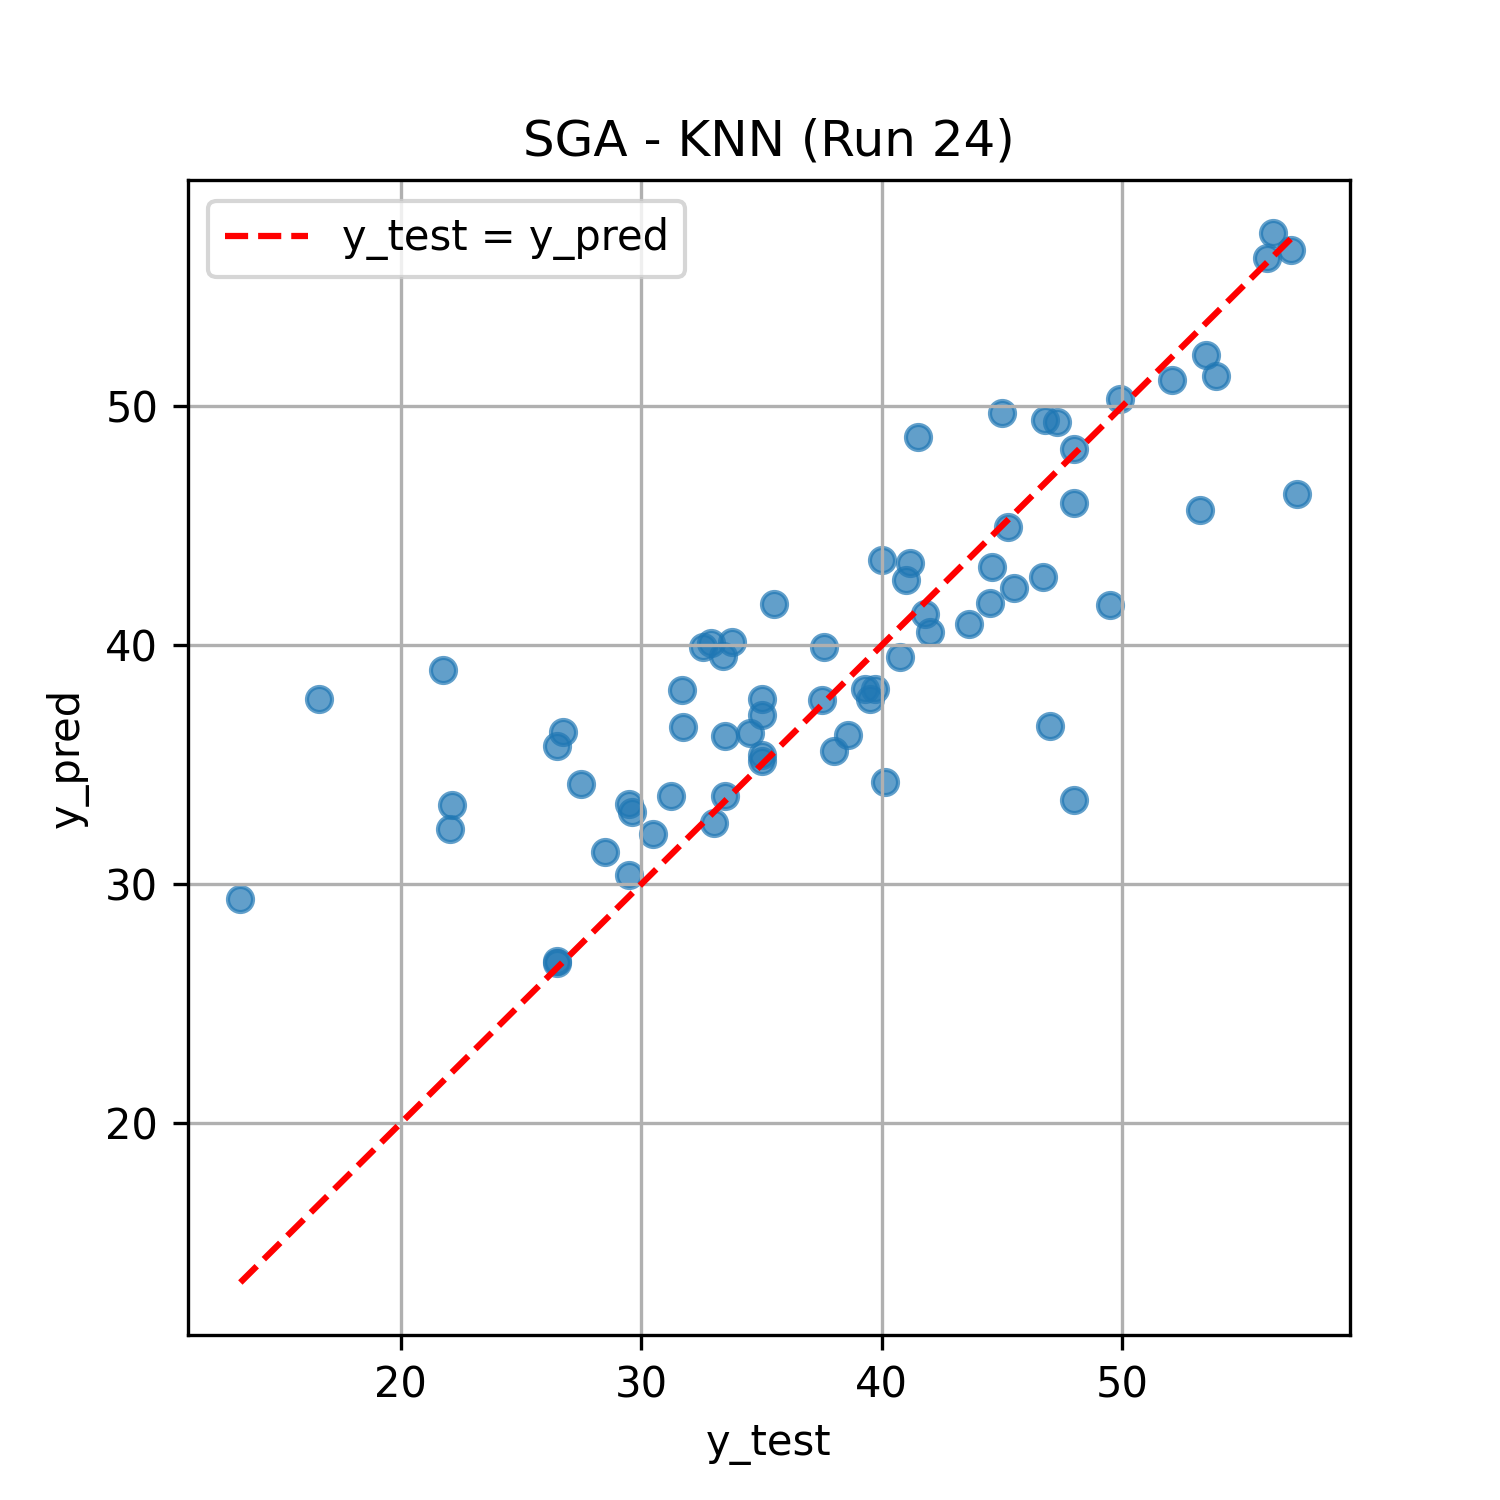 SGA - KNN (Run 24)
y_test = y_pred
50
40
30
20
y_pred
20 30 40 50
y_test